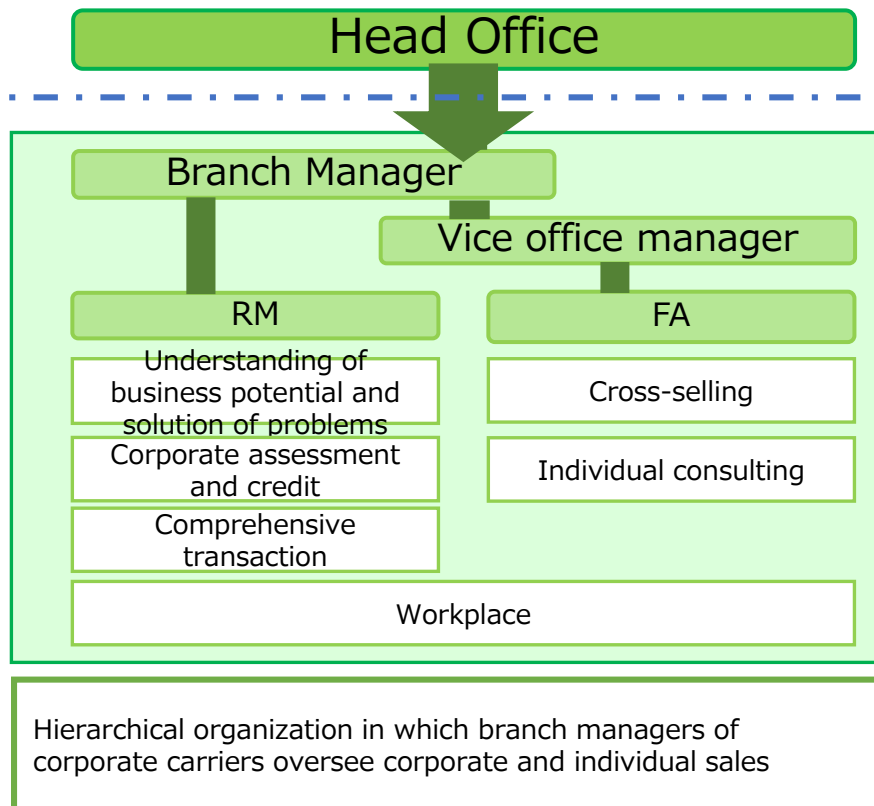 Head Office
Branch Manager
Vice office manager
RM
Understanding of
business potential and
solution of problems
Corporate assessment
and credit
Comprehensive
transaction
FA
Cross-selling
Individual consulting
Workplace
Hierarchical organization in which branch managers of
corporate carriers oversee corporate and individual sales